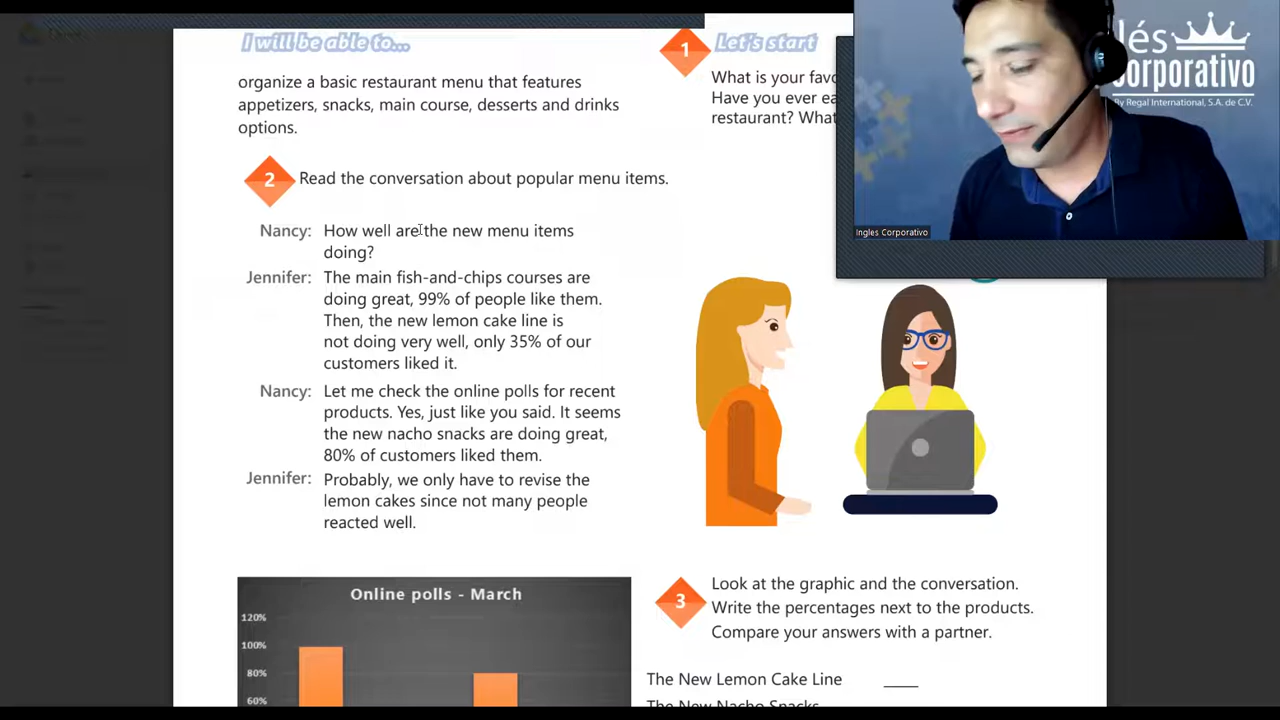 I will be able to...
organize a basic restaurant menu that features
appetizers, snacks, main course, desserts and drinks
options.
1
Let's start
What is your
Have you ever
restaurant?
2
Read the conversation about popular menu items.
Nancy: How well are the new menu items
doing?
Jennifer: The main fish-and-chips courses are
doing great, 99% of people like them.
Then, the new lemon cake line is
not doing very well, only 35% of our
customers liked it.
Nancy: Let me check the online polls for recent
products. Yes, just like you said. It seems
the new nacho snacks are doing great,
80% of customers liked them.
Jennifer: Probably, we only have to revise the
lemon cakes since not many people
reacted well.
Online polls - March
120%
100%
80%
60%
3
Look at the graphic and the conversation.
Write the percentages next to the products.
Compare your answers with a partner.
The New Lemon Cake Line ____
The New Nacho Snacks
By Regal International, S.A. de C.V.
Ingles Corporativo